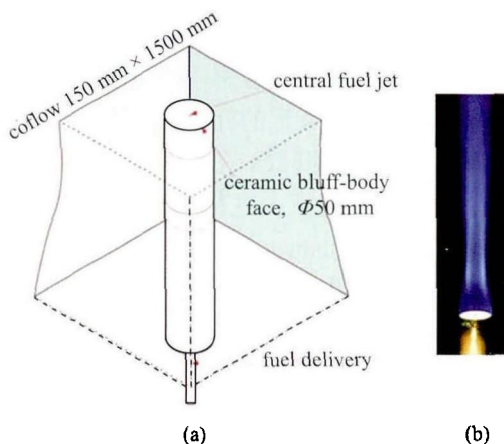 coflow 150 mm × 1500 mm
central fuel jet
ceramic bluff-body
face, Φ50 mm
fuel delivery
(a)
(b)